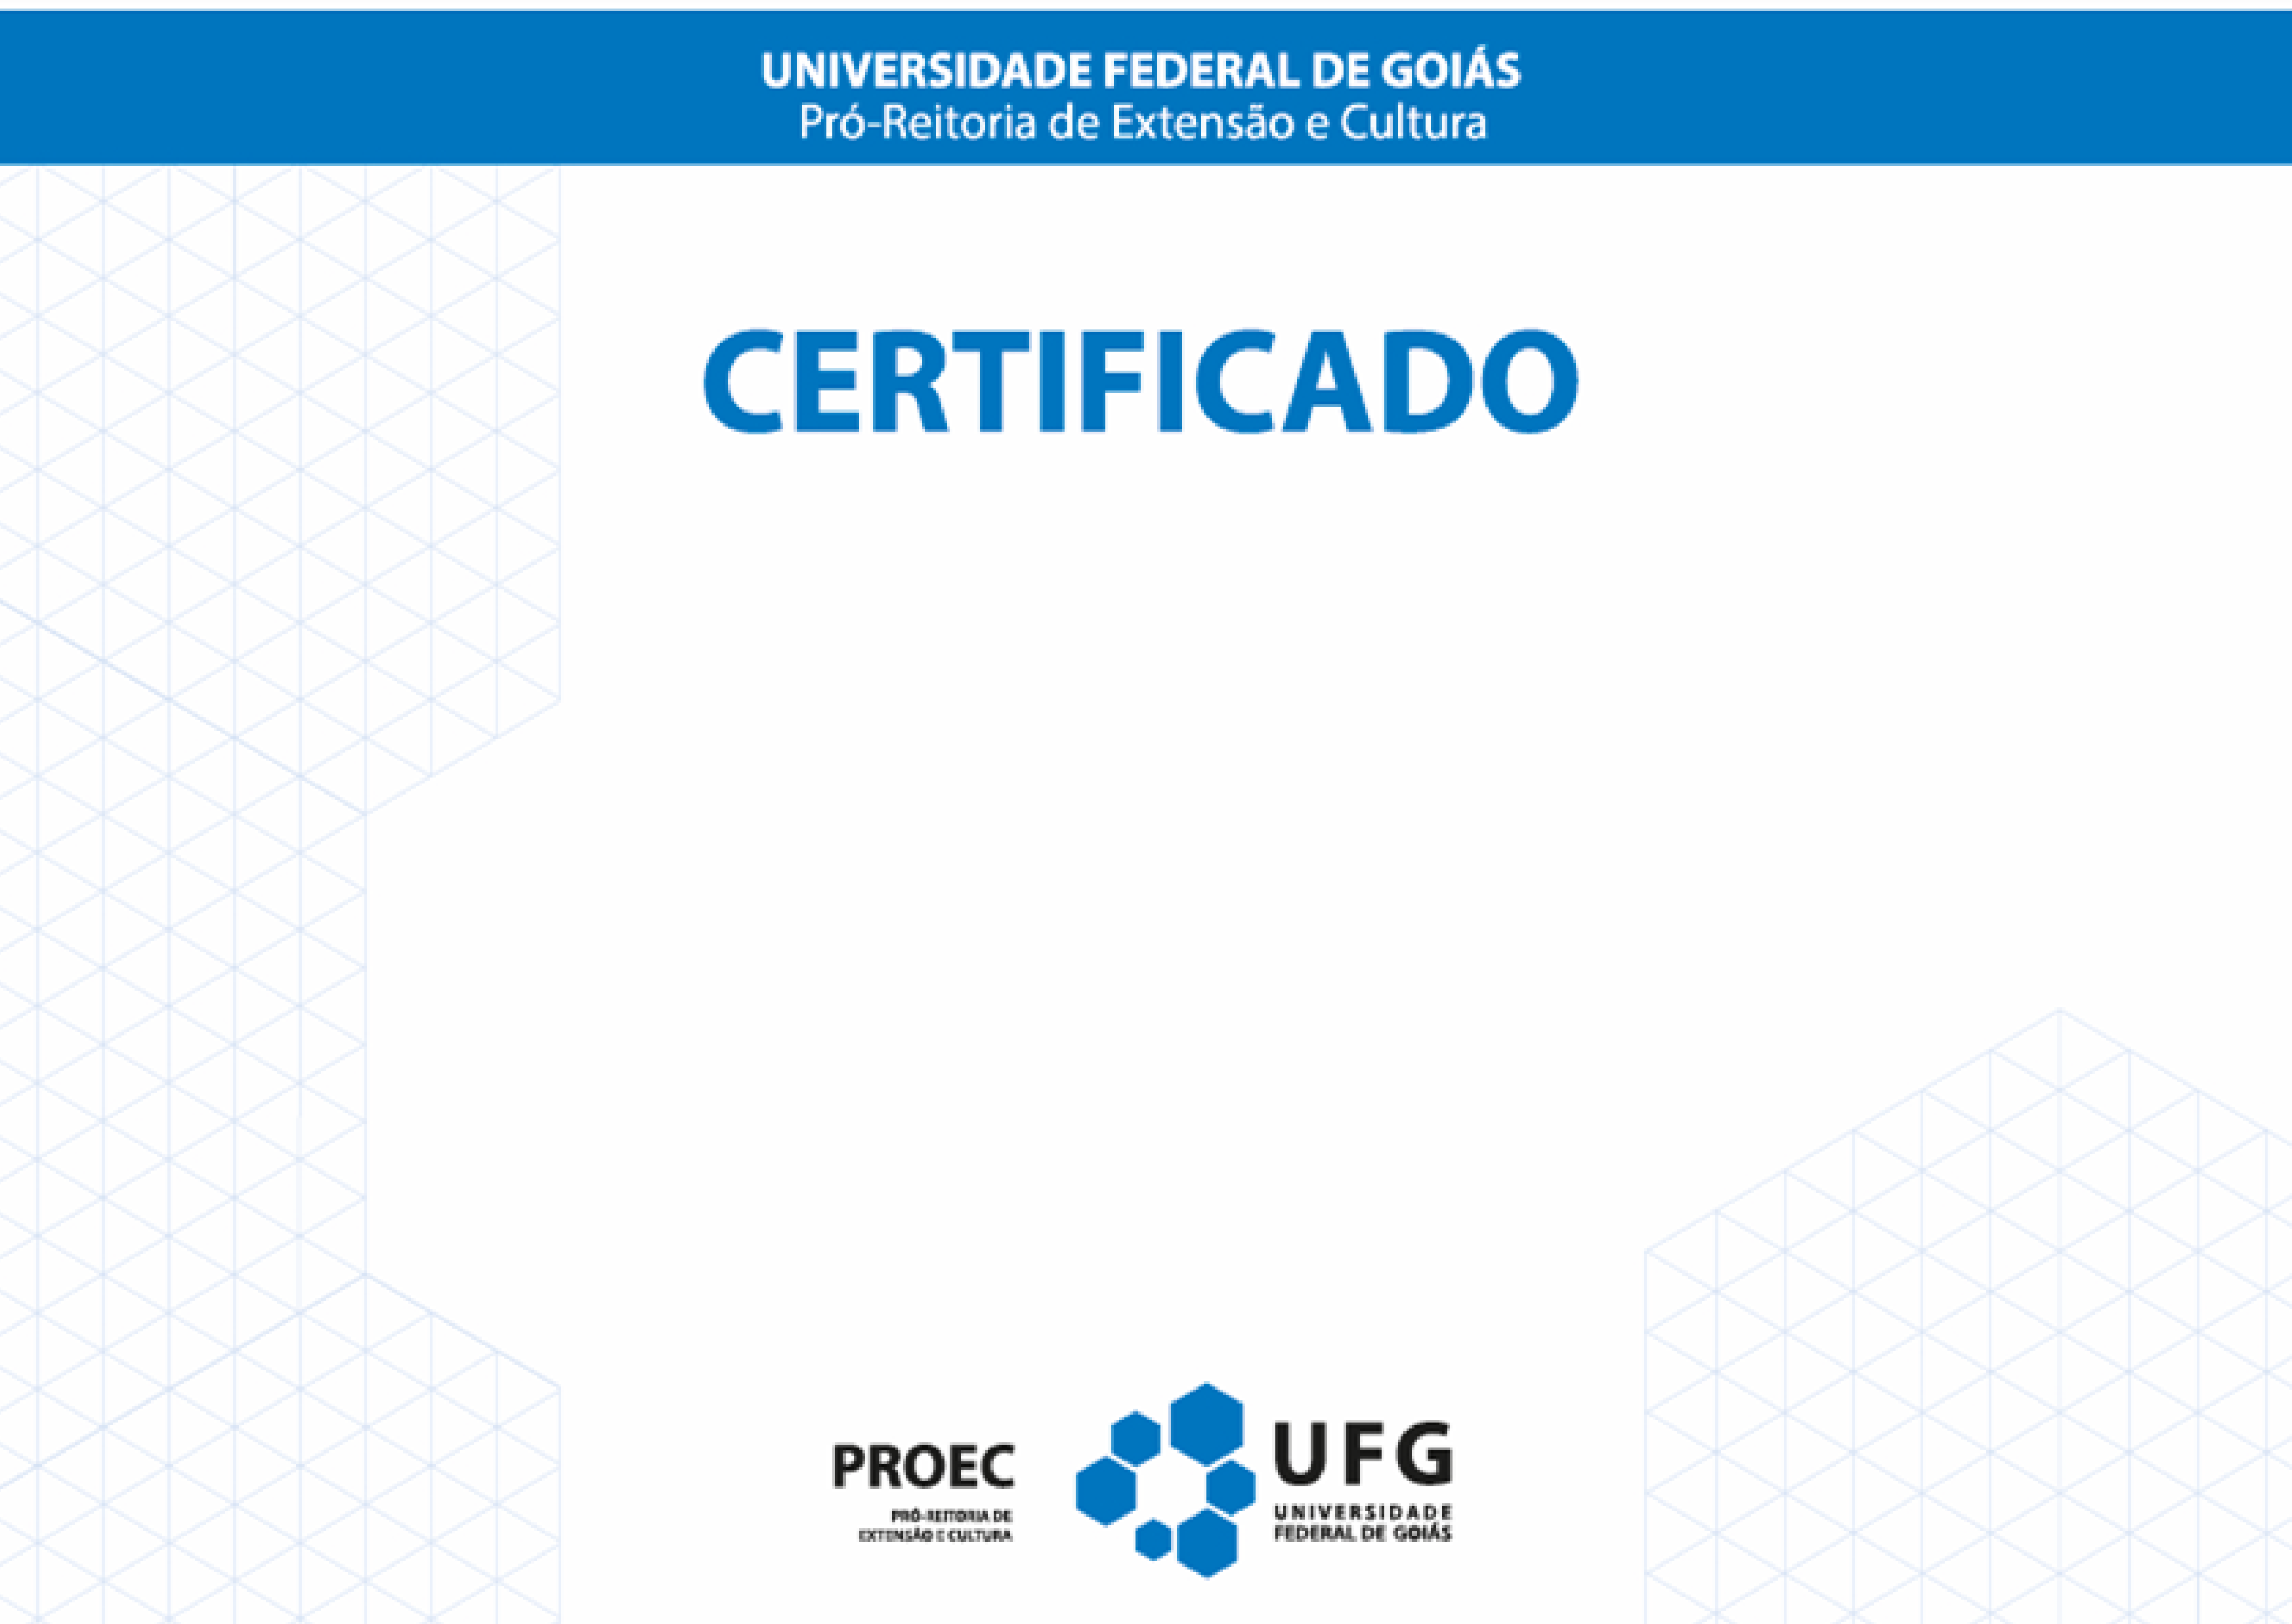 UNIVERSIDADE FEDERAL DE GOIÁS
Pró-Reitoria de Extensão e Cultura
CERTIFICADO
PROEC
PRÓ-REITORIA DE
EXTENSÃO E CULTURA
UFG
UNIVERSIDADE
FEDERAL DE GOIÁS